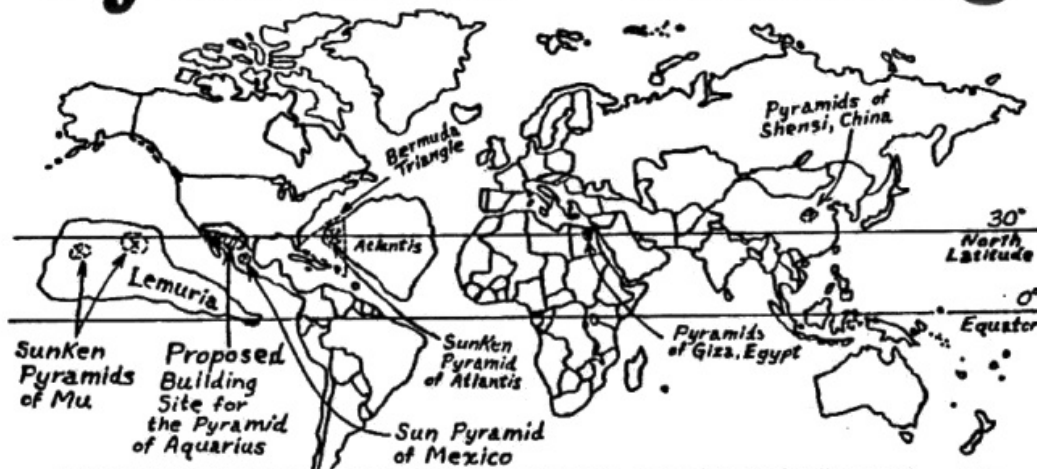 Pyramids of
Shensi, China
Bermuda
Triangle
30°
North
Latitude
Atlantis
Lemuria
0°
Equator
Sunken
Pyramids
of Mu
Proposed
Building
Site for
the Pyramid
of Aquarius
Sunken
Pyramid
of Atlantis
Pyramids
of Giza, Egypt
Sun Pyramid
of Mexico